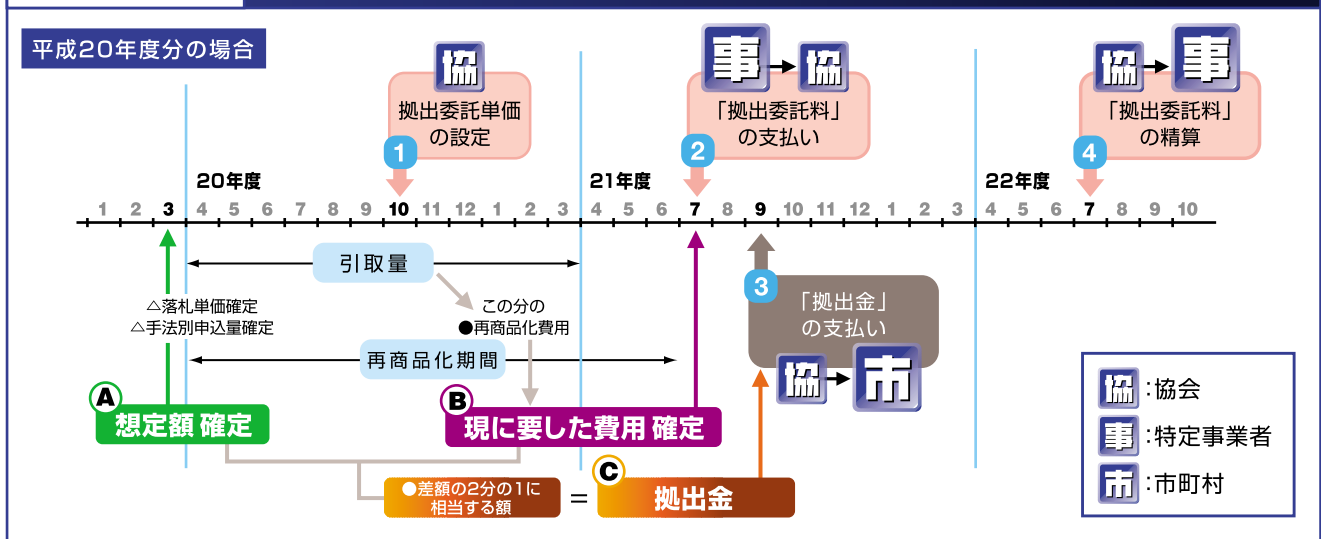 平成20年度分の場合
協
拠出委託単価
の設定
1
事 協
「拠出委託料」
の支払い
2
協 事
「拠出委託料」
の精算
4
20年度
21年度
22年度
1 2 3 4 5 6 7 8 9 10 11 12 1 2 3 4 5 6 7 8 9 10 11 12 1 2 3 4 5 6 7 8 9 10
引取量
△落札単価確定
△手法別申込量確定
この分の
●再商品化費用
再商品化期間
3
「拠出金」
の支払い
協 市
A
想定額 確定
B
現に要した費用 確定
●差額の2分の1に
相当する額
=
C
拠出金
協:協会
事:特定事業者
市:市町村